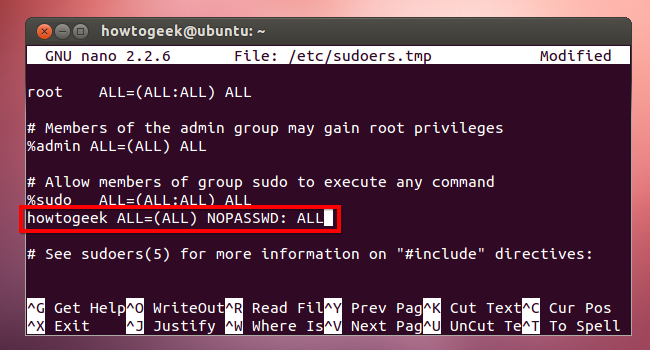 howtogeek@ubuntu: ~
GNU nano 2.2.6 File: /etc/sudoers.tmp Modified
root ALL=(ALL:ALL) ALL
# Members of the admin group may gain root privileges
%admin ALL=(ALL) ALL
# Allow members of group sudo to execute any command
%sudo ALL=(ALL:ALL) ALL
howtogeek ALL=(ALL) NOPASSWD: ALL
# See sudoers(5) for more information on "#include" directives:
^G Get Help^O WriteOut^R Read Fil^Y Prev Pag^K Cut Text^C Cur Pos
^X Exit ^J Justify ^W Where Is^V Next Pag^U UnCut Te^T To Spell